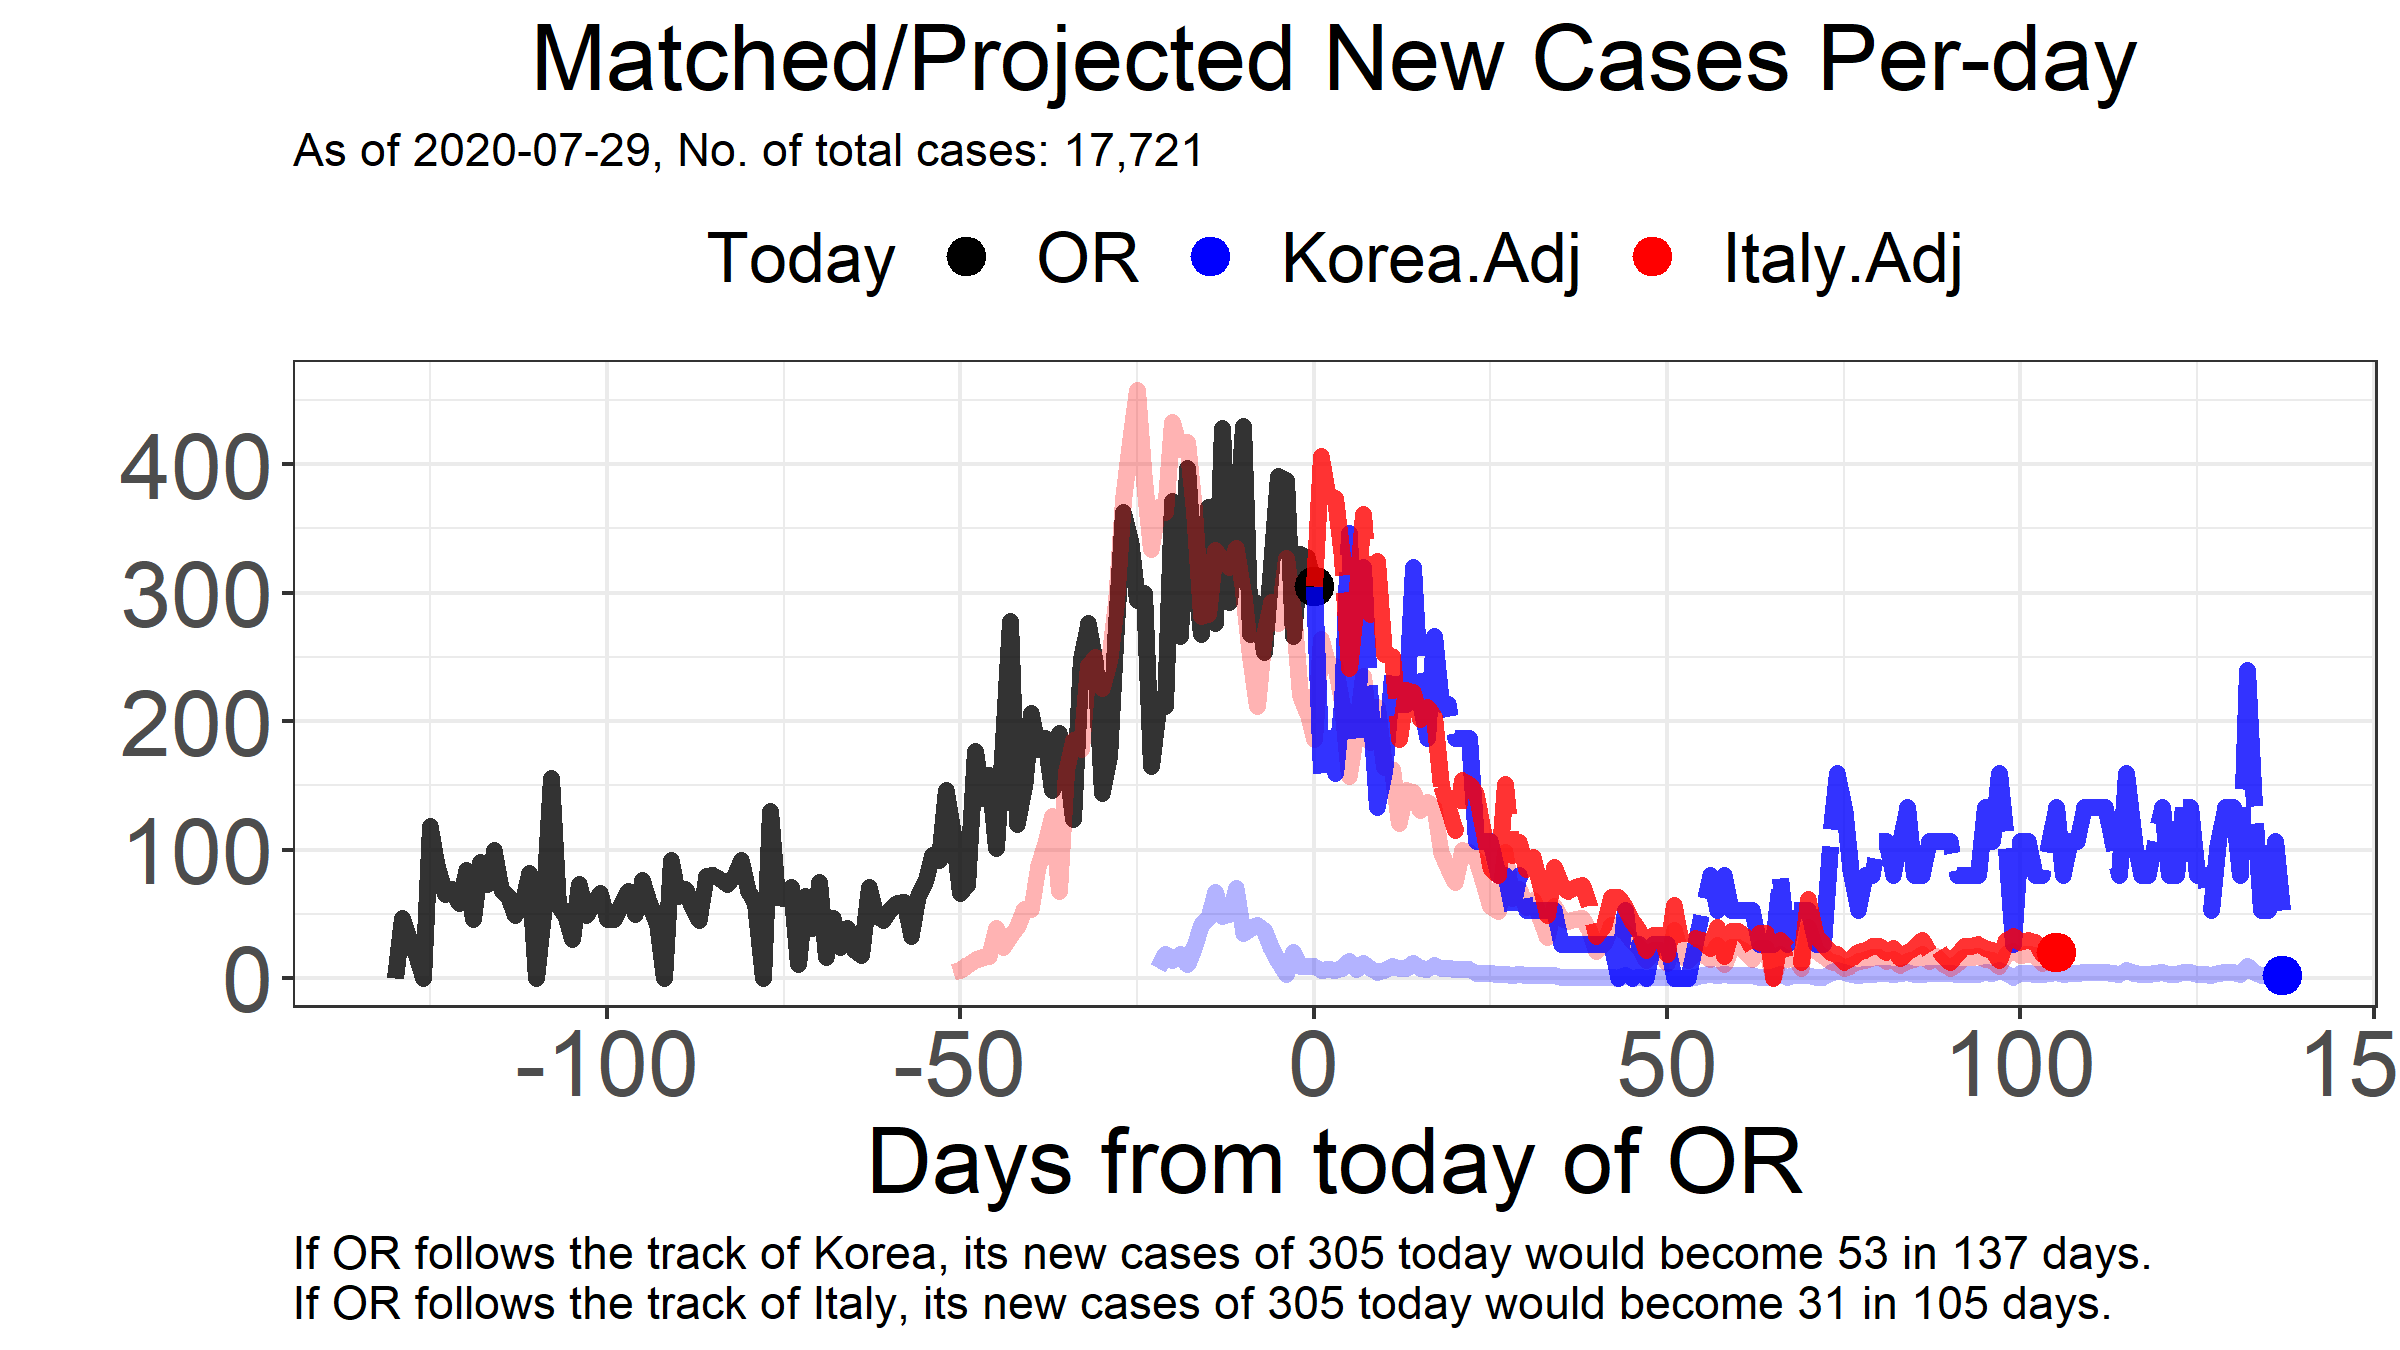 Matched/Projected New Cases Per-day
As of 2020-07-29, No. of total cases: 17,721
Today OR Korea.Adj Italy.Adj
400
300
200
100
0
-100 -50 0 50 100 15
Days from today of OR
If OR follows the track of Korea, its new cases of 305 today would become 53 in 137 days.
If OR follows the track of Italy, its new cases of 305 today would become 31 in 105 days.